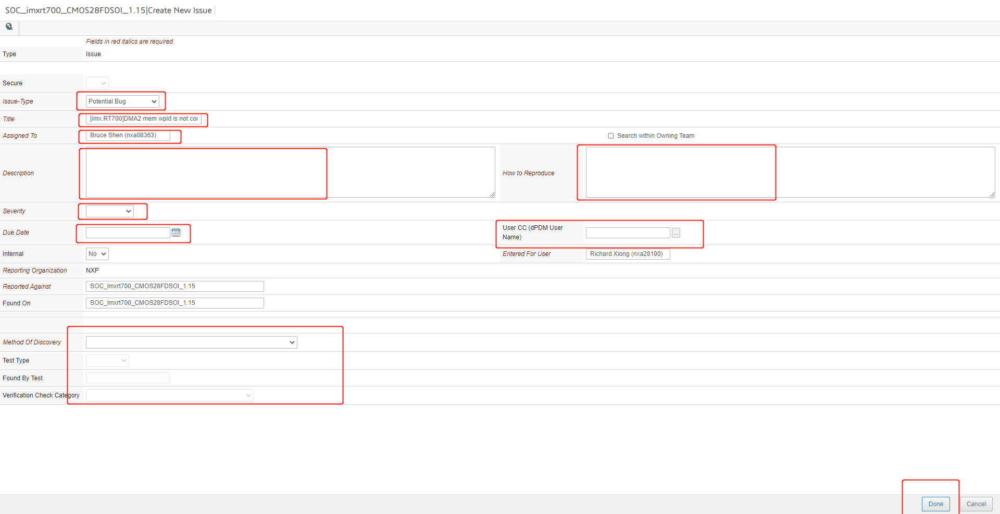 SOC_imxrt700_CMOS28FDSOI_1.15|Create New Issue
Fields in red italics are required
Type Issue
Secure
Issue-Type Potential Bug
Title [imx.RT700]DMA2 mem wpld is not cor
Assigned To Bruce Shen (nxa08363) Search within Owning Team
Description How to Reproduce
Severity
Due Date User CC (dPDM User
Name) ...
Internal No Entered For User Richard Xiong (nxa28190)
Reporting Organization NXP
Reported Against SOC_imxrt700_CMOS28FDSOI_1.15
Found On SOC_imxrt700_CMOS28FDSOI_1.15
Method Of Discovery
Test Type
Found By Test
Verification Check Category
Done Cancel